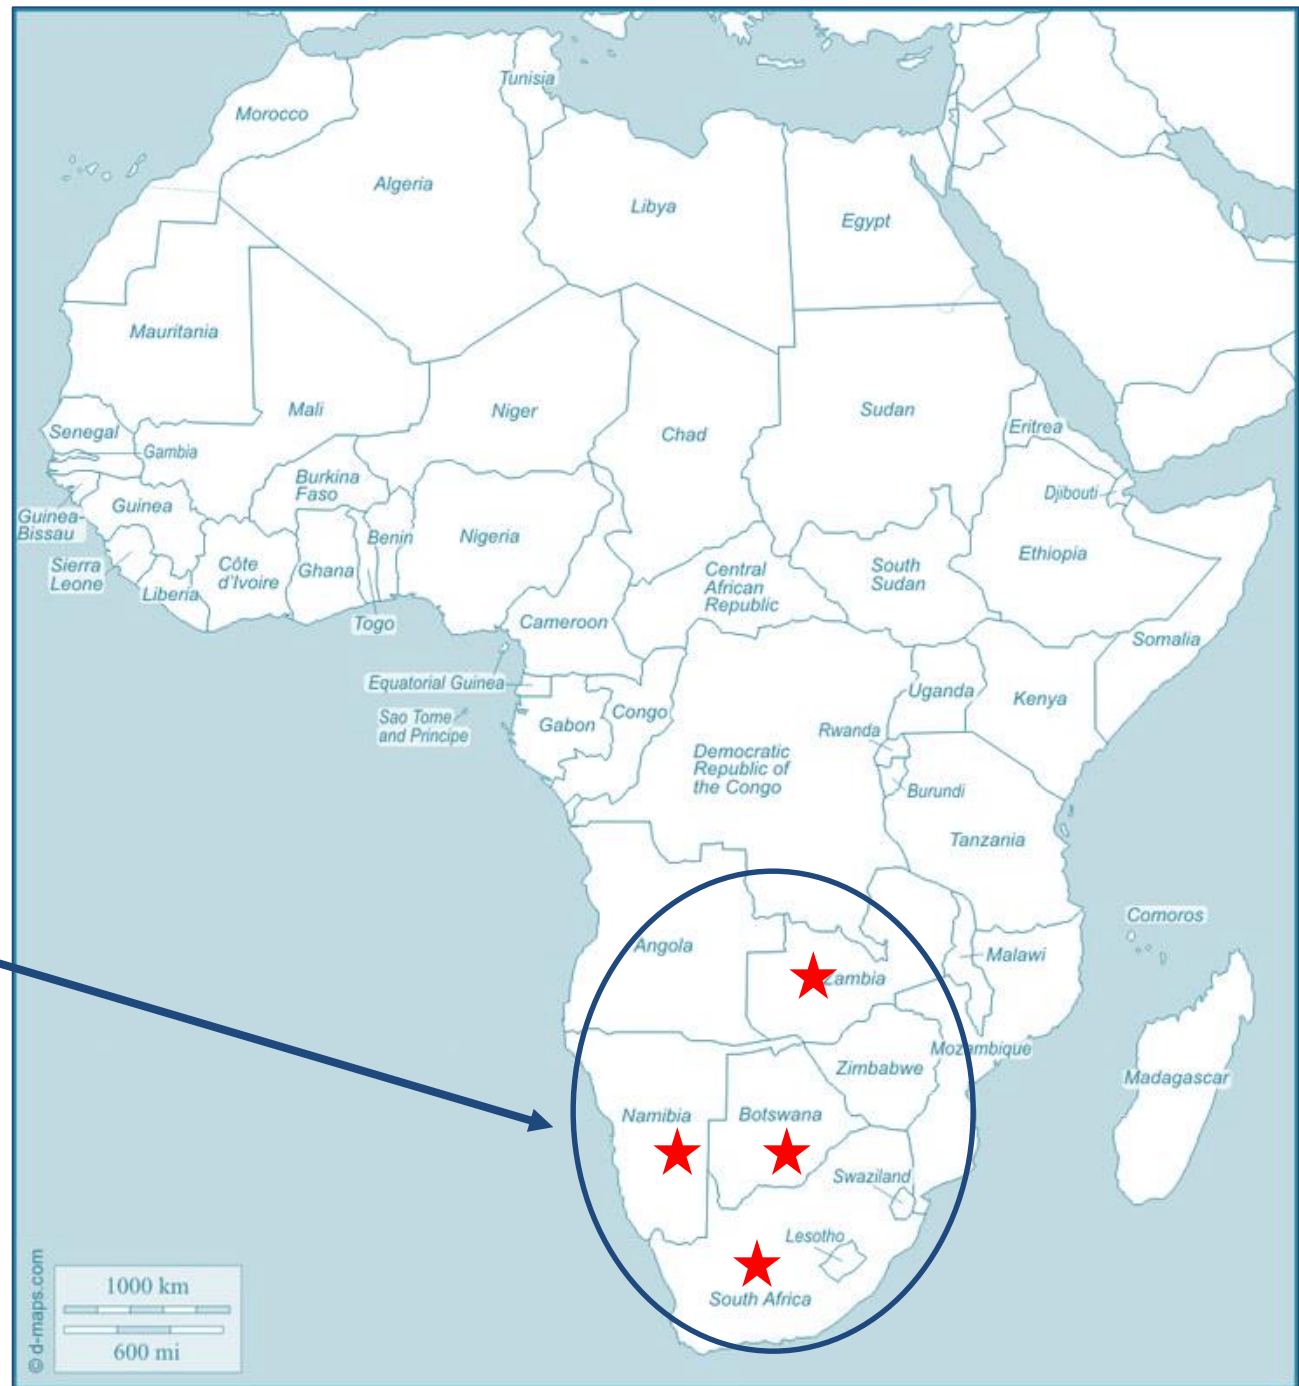 Tunisia
Morocco
Algeria
Libya
Egypt
Mauritania
Mali
Niger
Chad
Sudan
Eritrea
Senegal
Gambia
Burkina
Faso
Djibouti
Guinea
Guinea-
Bissau
Benin
Nigeria
Ethiopia
Sierra
Leone
Côte
d'Ivoire
Ghana
Central
African
Republic
South
Sudan
Liberia
Togo
Cameroon
Somalia
Equatorial Guinea
Uganda
Kenya
Sao Tome
and Principe
Gabon
Congo
Rwanda
Democratic
Republic of
the Congo
Burundi
Tanzania
Comoros
Angola
Malawi
Zambia
Mozambique
Zimbabwe
Madagascar
Namibia
Botswana
Swaziland
Lesotho
South Africa
1000 km
600 mi
© d-maps.com